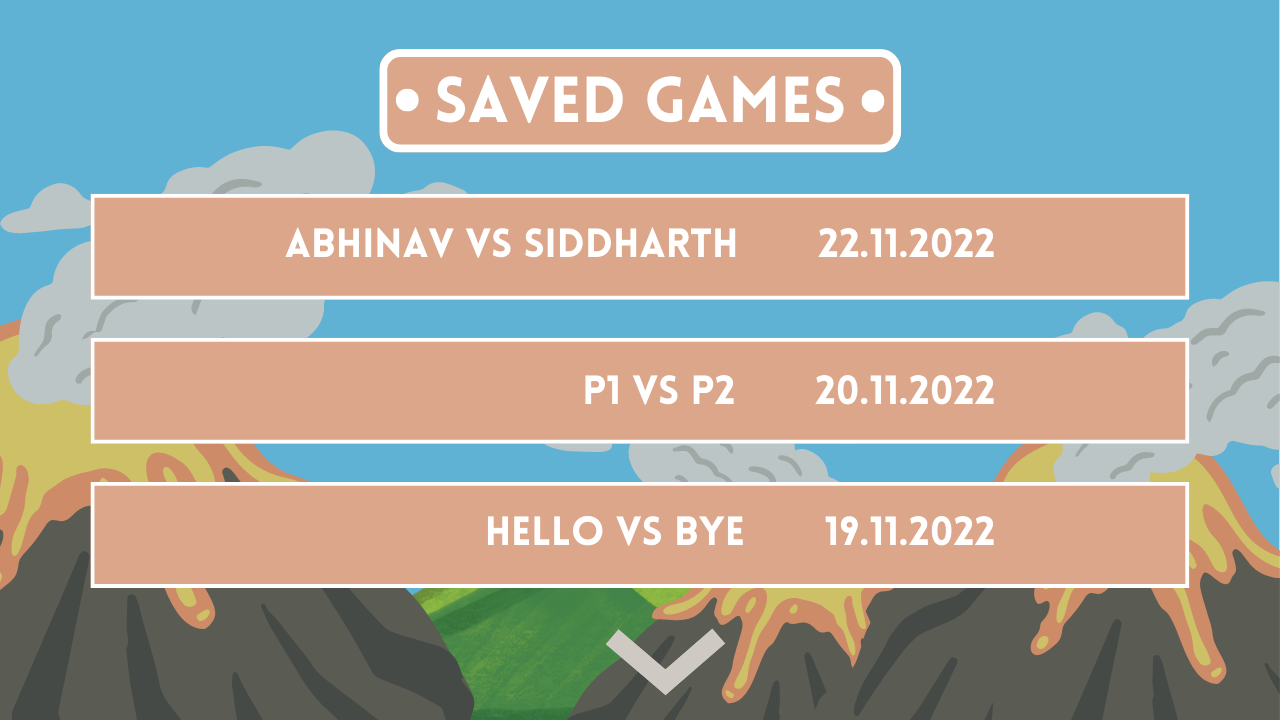 • SAVED GAMES •
ABHINAV VS SIDDHARTH 22.11.2022
P1 VS P2 20.11.2022
HELLO VS BYE 19.11.2022